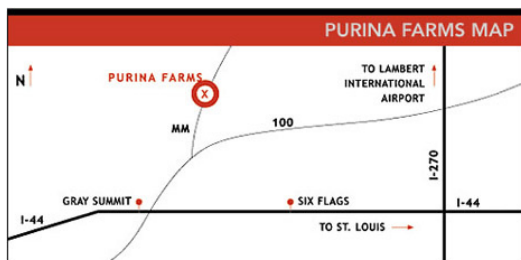 PURINA FARMS MAP
N
PURINA FARMS
X
TO LAMBERT
INTERNATIONAL
AIRPORT
MM
100
I-270
GRAY SUMMIT
SIX FLAGS
I-44
I-44
TO ST. LOUIS